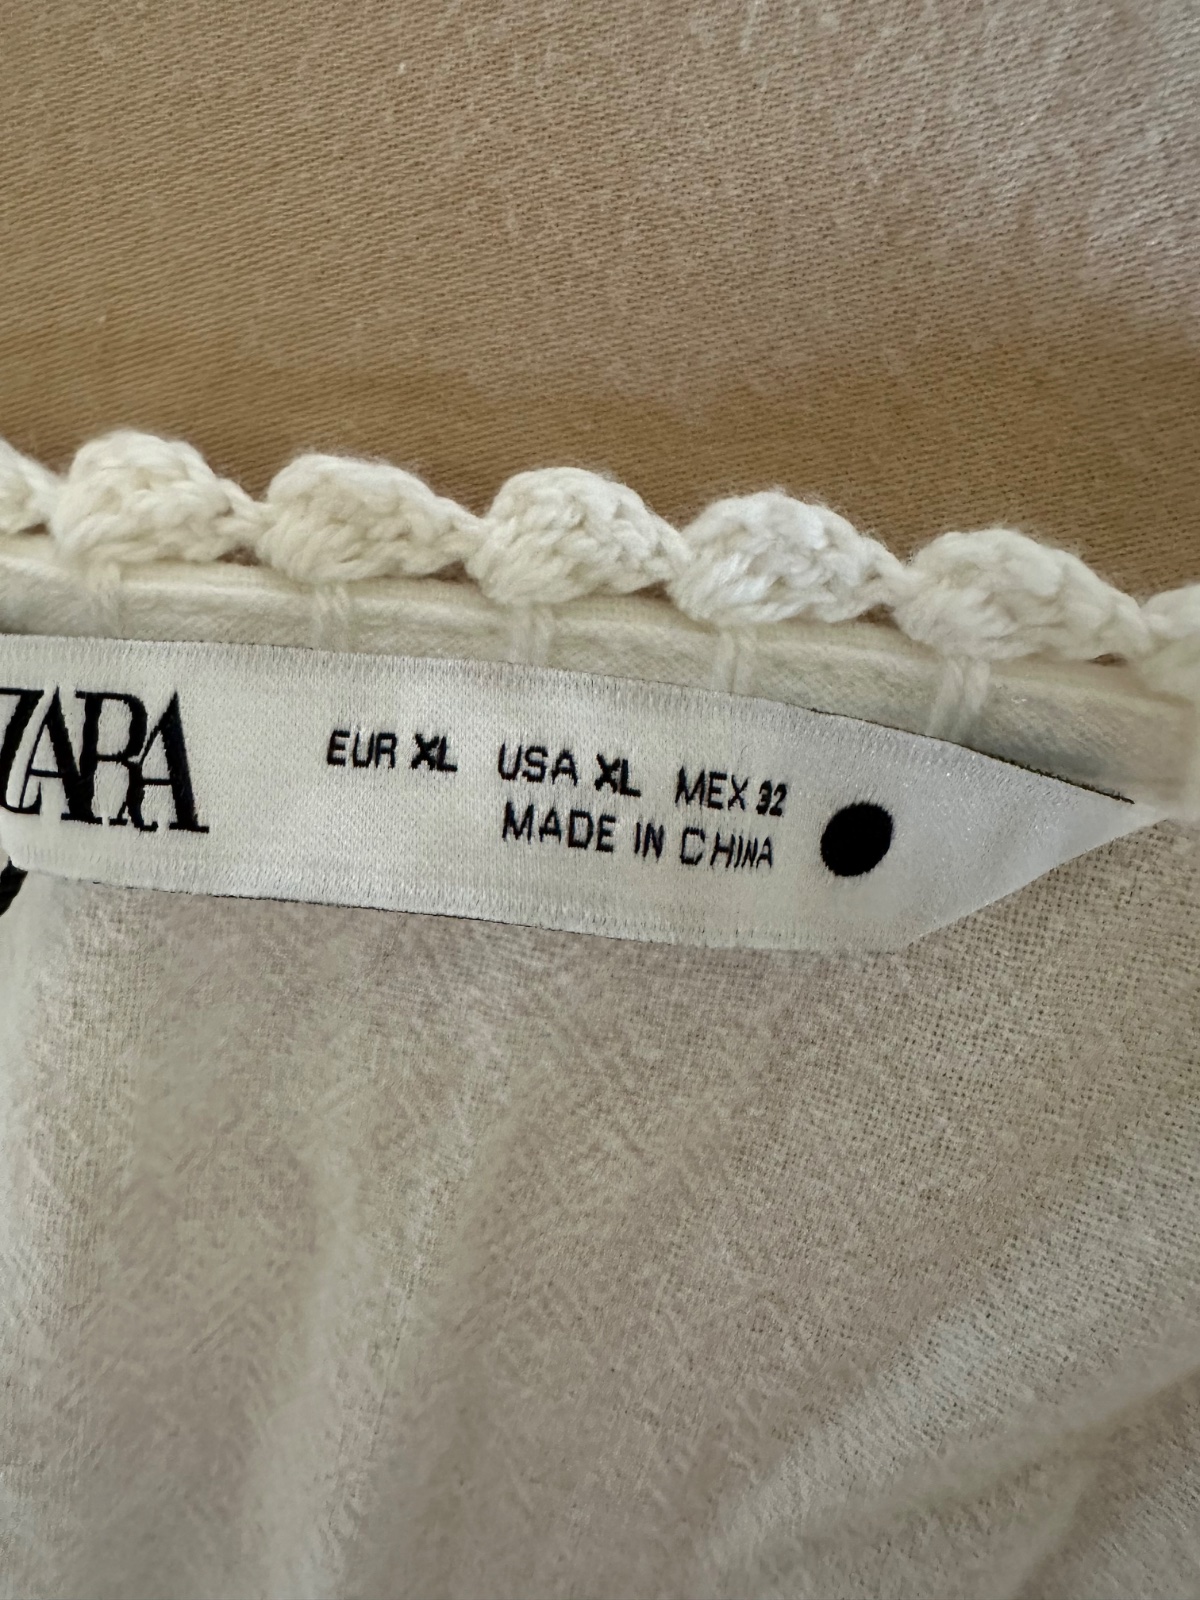 ZARA
EUR XL USA XL MEX 32
MADE IN CHINA